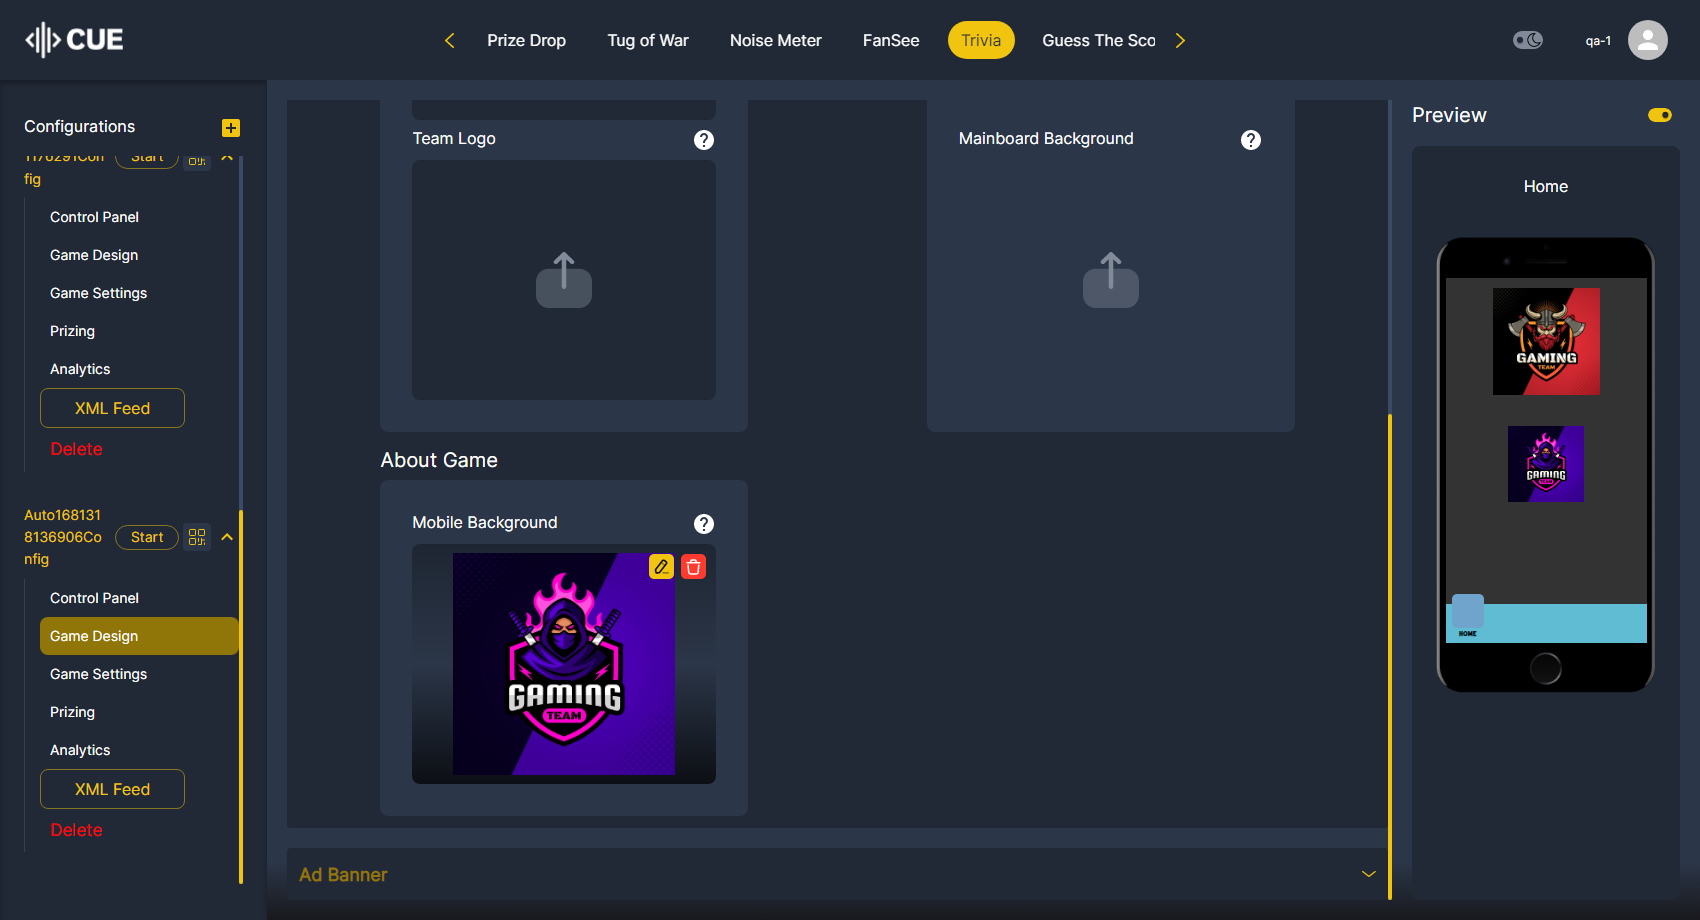 CUE
Prize Drop
Tug of War
Noise Meter
FanSee
Trivia
Guess The Sco
qa-1
Configurations
1176291Con
fig
Start
Control Panel
Game Design
Game Settings
Prizing
Analytics
XML Feed
Delete
Auto168131
8136906Co
nfig
Start
Control Panel
Game Design
Game Settings
Prizing
Analytics
XML Feed
Delete
Team Logo
?
Mainboard Background
?
About Game
Mobile Background
?
GAMING
TEAM
Ad Banner
Preview
Home
GAMING
TEAM
GAMING
TEAM
HOME